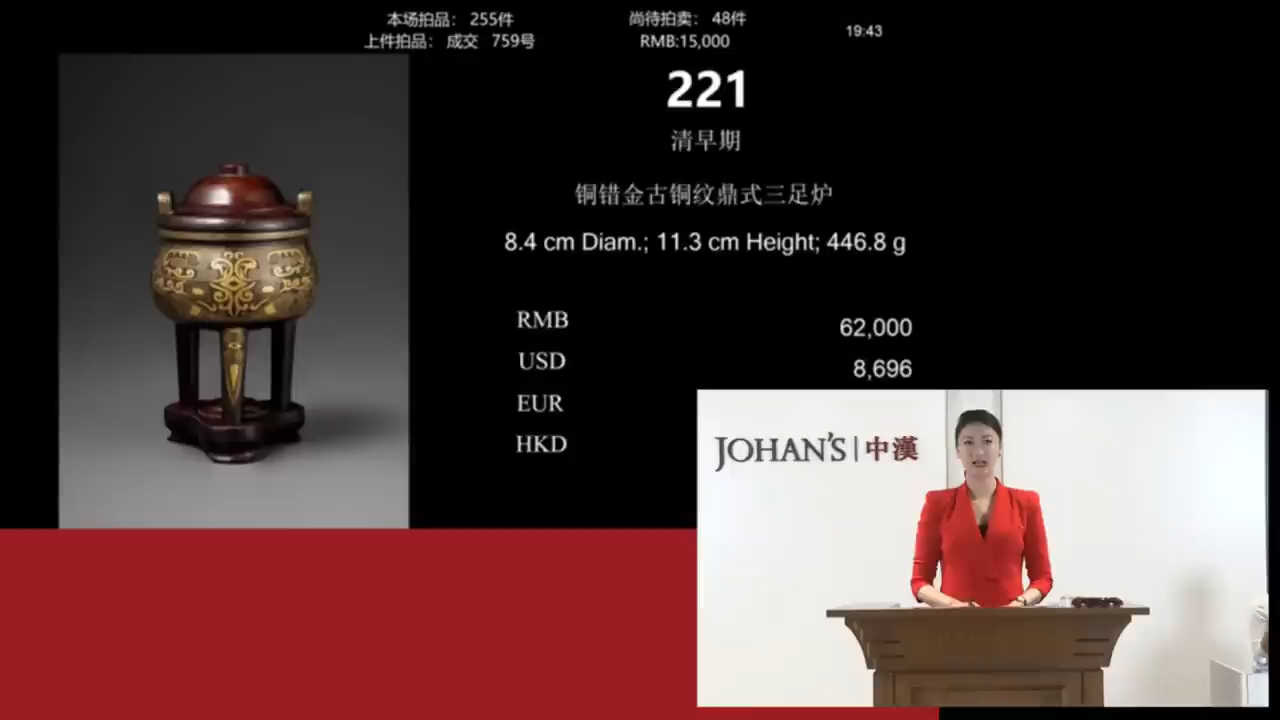 本场拍品： 255件
尚待拍卖： 48件
上件拍品： 成交 759号
RMB:15,000
19:43
221
清早期
铜错金古铜纹鼎式三足炉
8.4 cm Diam.; 11.3 cm Height; 446.8 g
RMB 62,000
USD 8,696
EUR
HKD
JOHAN'S | 中漢